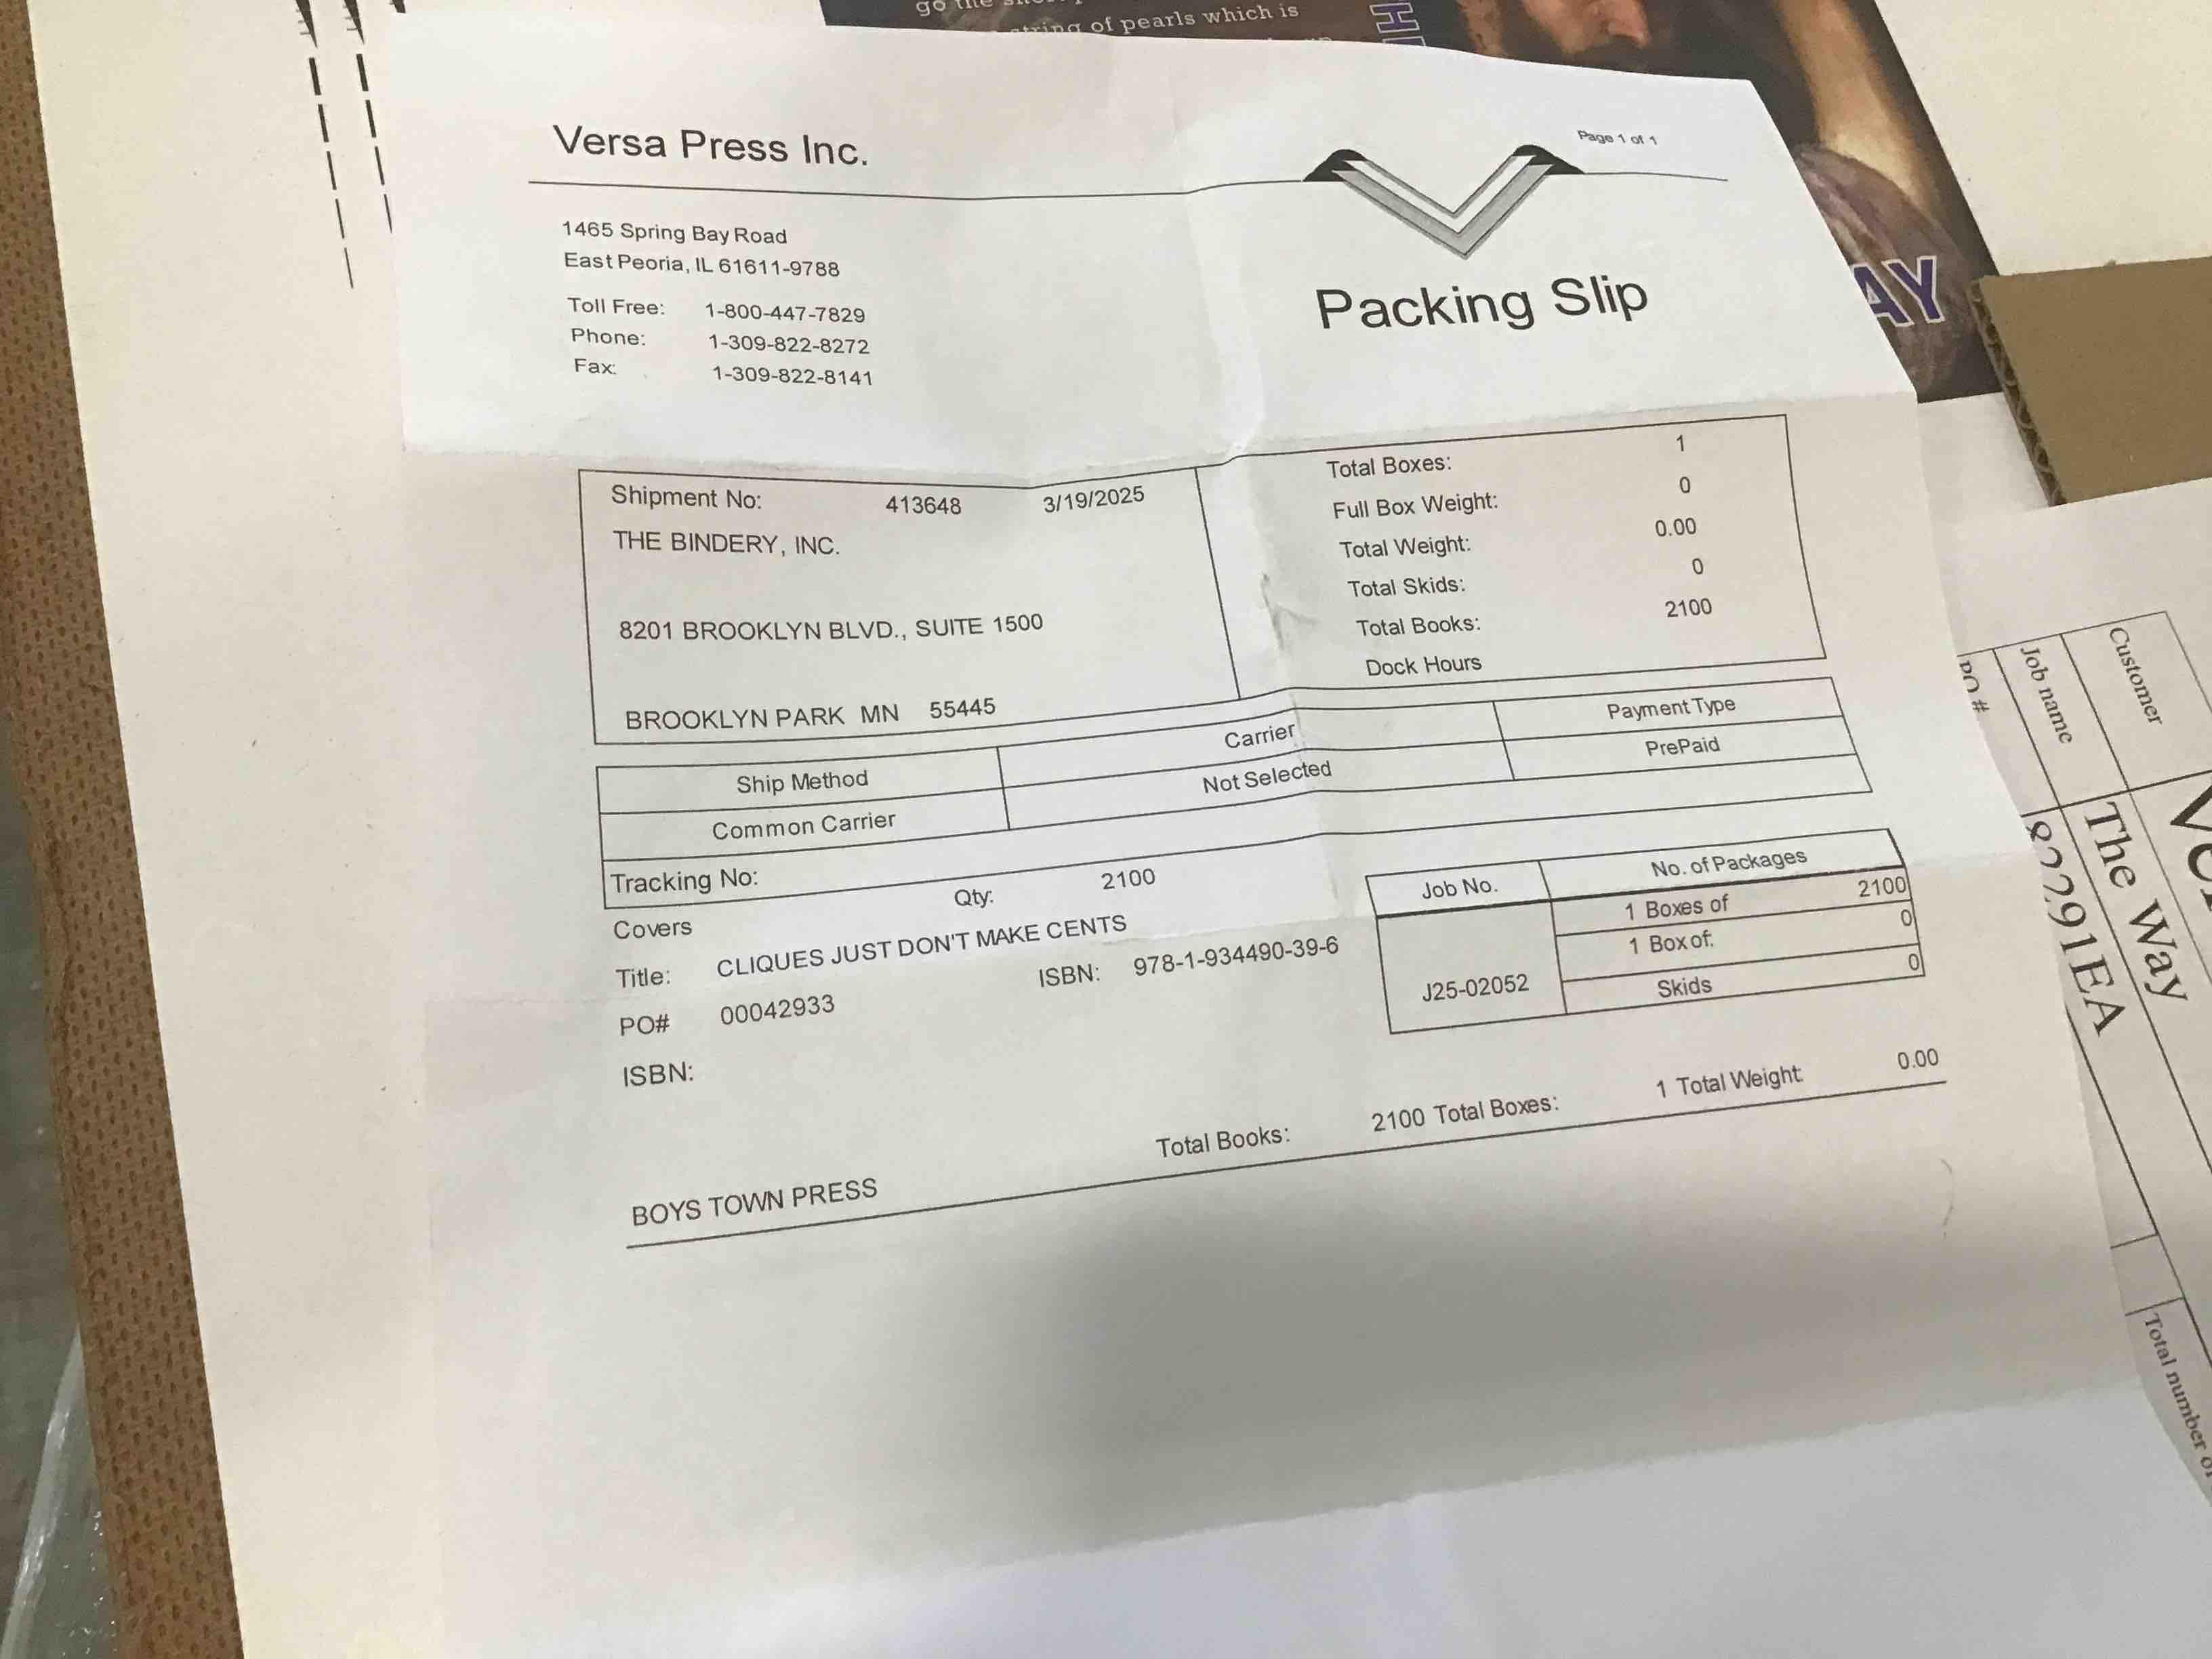 go the
string of pearls which is
H
AY
Versa Press Inc.
Page 1 of 1
1465 Spring Bay Road
East Peoria, IL 61611-9788
Toll Free: 1-800-447-7829
Phone: 1-309-822-8272
Fax: 1-309-822-8141
Packing Slip
Shipment No: 413648 3/19/2025
THE BINDERY, INC.
8201 BROOKLYN BLVD., SUITE 1500
BROOKLYN PARK MN 55445
Total Boxes: 1
Full Box Weight: 0
Total Weight: 0.00
Total Skids: 0
Total Books: 2100
Dock Hours
Ship Method Carrier Payment Type
Common Carrier Not Selected PrePaid
Tracking No:
Covers Qty: 2100
Title: CLIQUES JUST DON'T MAKE CENTS
PO# 00042933 ISBN: 978-1-934490-39-6
ISBN:
Job No. No. of Packages
J25-02052
1 Boxes of 2100
1 Box of: 0
Skids 0
Total Books: 2100 Total Boxes: 1 Total Weight: 0.00
BOYS TOWN PRESS
Customer
Job name The Way
PO # 82291EA
Total number